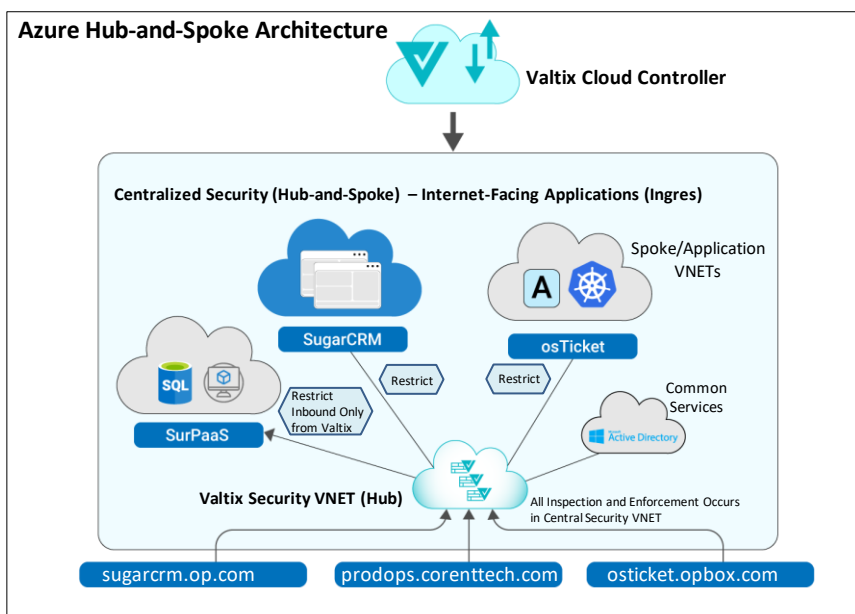 Azure Hub-and-Spoke Architecture
Valtix Cloud Controller
Centralized Security (Hub-and-Spoke) – Internet-Facing Applications (Ingres)
Spoke/Application
VNETs
A
SugarCRM
osTicket
SQL
Restrict
Restrict
Restrict
Inbound Only
from Valtix
Common
Services
Microsoft
Active Directory
SurPaaS
Valtix Security VNET (Hub)
All Inspection and Enforcement Occurs
in Central Security VNET
sugarcrm.op.com
prodops.corenttech.com
osticket.opbox.com